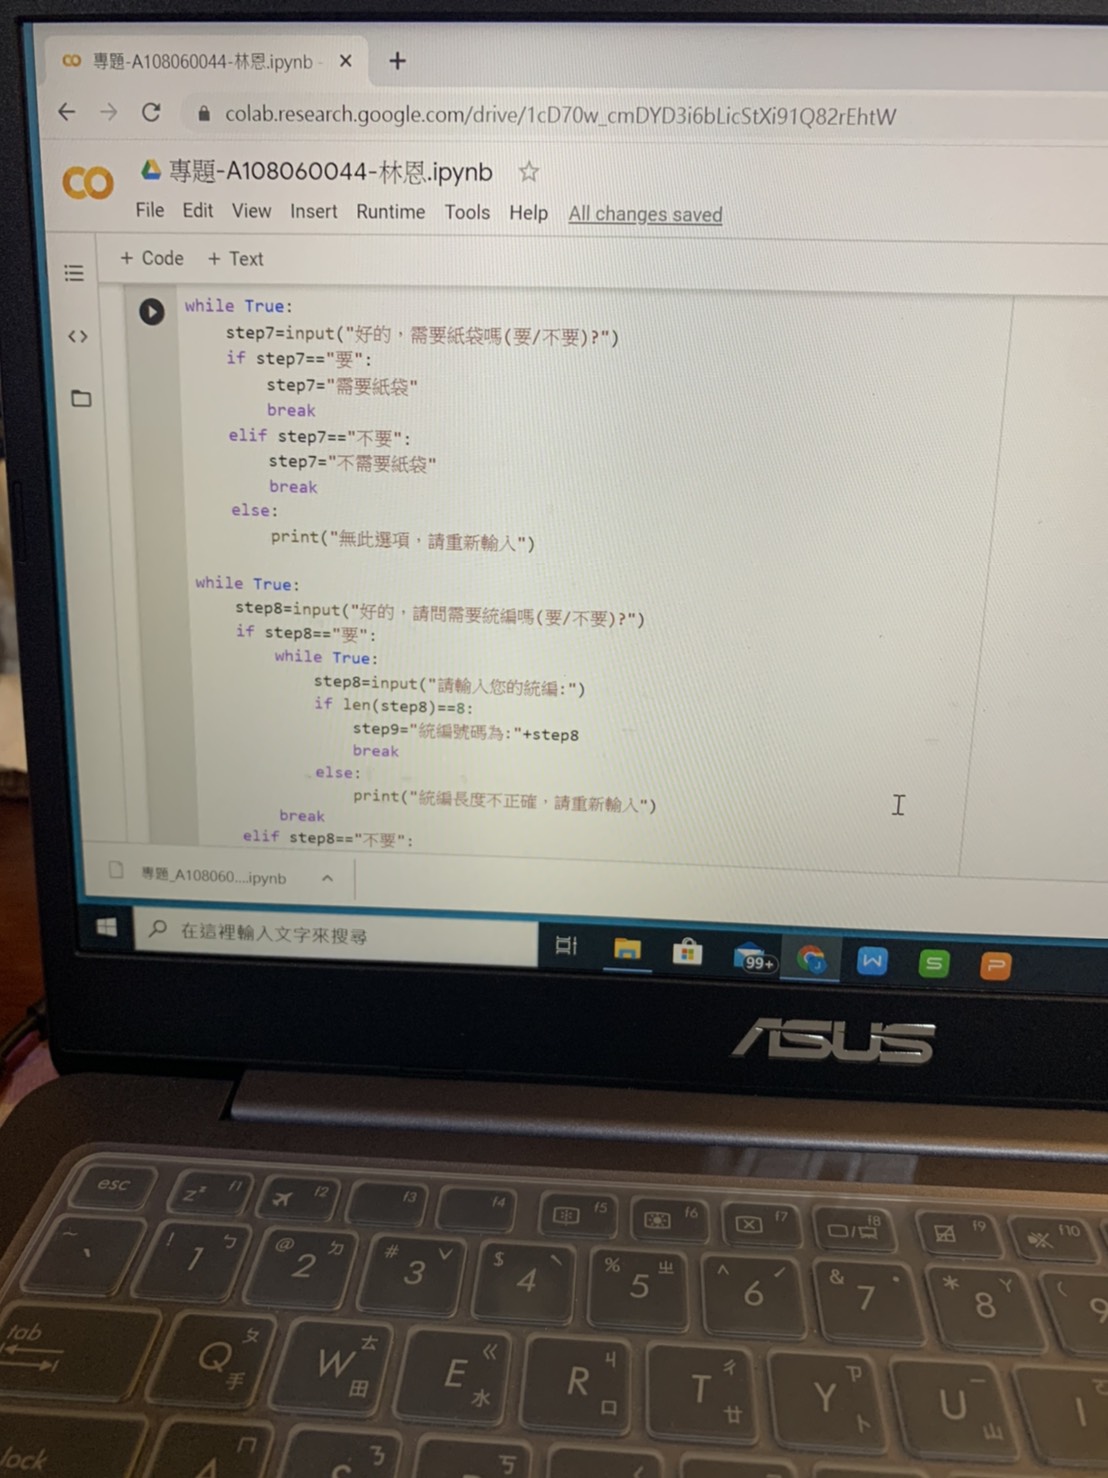 專題-A108060044-林恩.ipynb -
colab.research.google.com/drive/1cD70w_cmDYD3i6bLicStXi91Q82rEhtW
CO
專題-A108060044-林恩.ipynb
File Edit View Insert Runtime Tools Help All changes saved
+ Code + Text
while True:
step7=input("好的，需要紙袋嗎(要/不要)?")
if step7=="要":
step7="需要紙袋"
break
elif step7=="不要":
step7="不需要紙袋"
break
else:
print("無此選項，請重新輸入")
while True:
step8=input("好的，請問需要統編嗎(要/不要)?")
if step8=="要":
while True:
step8=input("請輸入您的統編:")
if len(step8)==8:
step9="統編號碼為:"+step8
break
else:
print("統編長度不正確，請重新輸入")
break
elif step8=="不要":
專題_A108060....ipynb
在這裡輸入文字來搜尋
99+
W S P
ASUS
esc zᶻ f1 f2 f3 f4 f5 f6 f7 f8 f9 f10
~ ` ! 1 ㄅ @ 2 ㄉ # 3 ˇ $ 4 ˋ % 5 ㄓ ^ 6 ˊ & 7 ˙ * 8 ㄚ ( 9
tab Q ㄆ 手 W ㄊ 田 E ㄍ 水 R ㄐ 口 T ㄔ 廿 Y ㄗ 卜 U ㄧ 山 I
lock A ㄇ ㄋ ㄎ